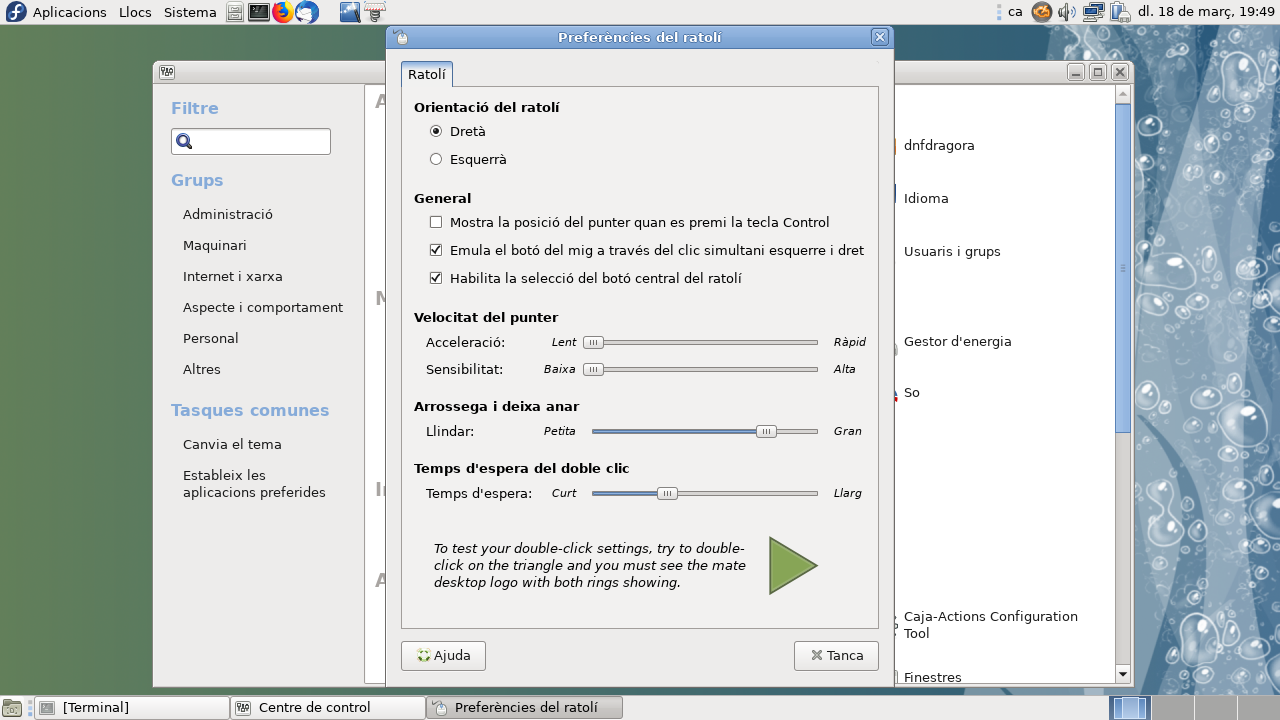 Aplicacions Llocs Sistema ca dl. 18 de març, 19:49
Preferències del ratolí
Ratolí
Orientació del ratolí
Dretà
Esquerrà
General
Mostra la posició del punter quan es premi la tecla Control
Emula el botó del mig a través del clic simultani esquerre i dret
Habilita la selecció del botó central del ratolí
Velocitat del punter
Acceleració: Lent Ràpid
Sensibilitat: Baixa Alta
Arrossega i deixa anar
Llindar: Petita Gran
Temps d'espera del doble clic
Temps d'espera: Curt Llarg
To test your double-click settings, try to double-
click on the triangle and you must see the mate
desktop logo with both rings showing.
Ajuda Tanca
Filtre
Grups
Administració
Maquinari
Internet i xarxa
Aspecte i comportament
Personal
Altres
Tasques comunes
Canvia el tema
Estableix les
aplicacions preferides
dnfdragora
Idioma
Usuaris i grups
Gestor d'energia
So
Caja-Actions Configuration
Tool
Finestres
[Terminal] Centre de control Preferències del ratolí